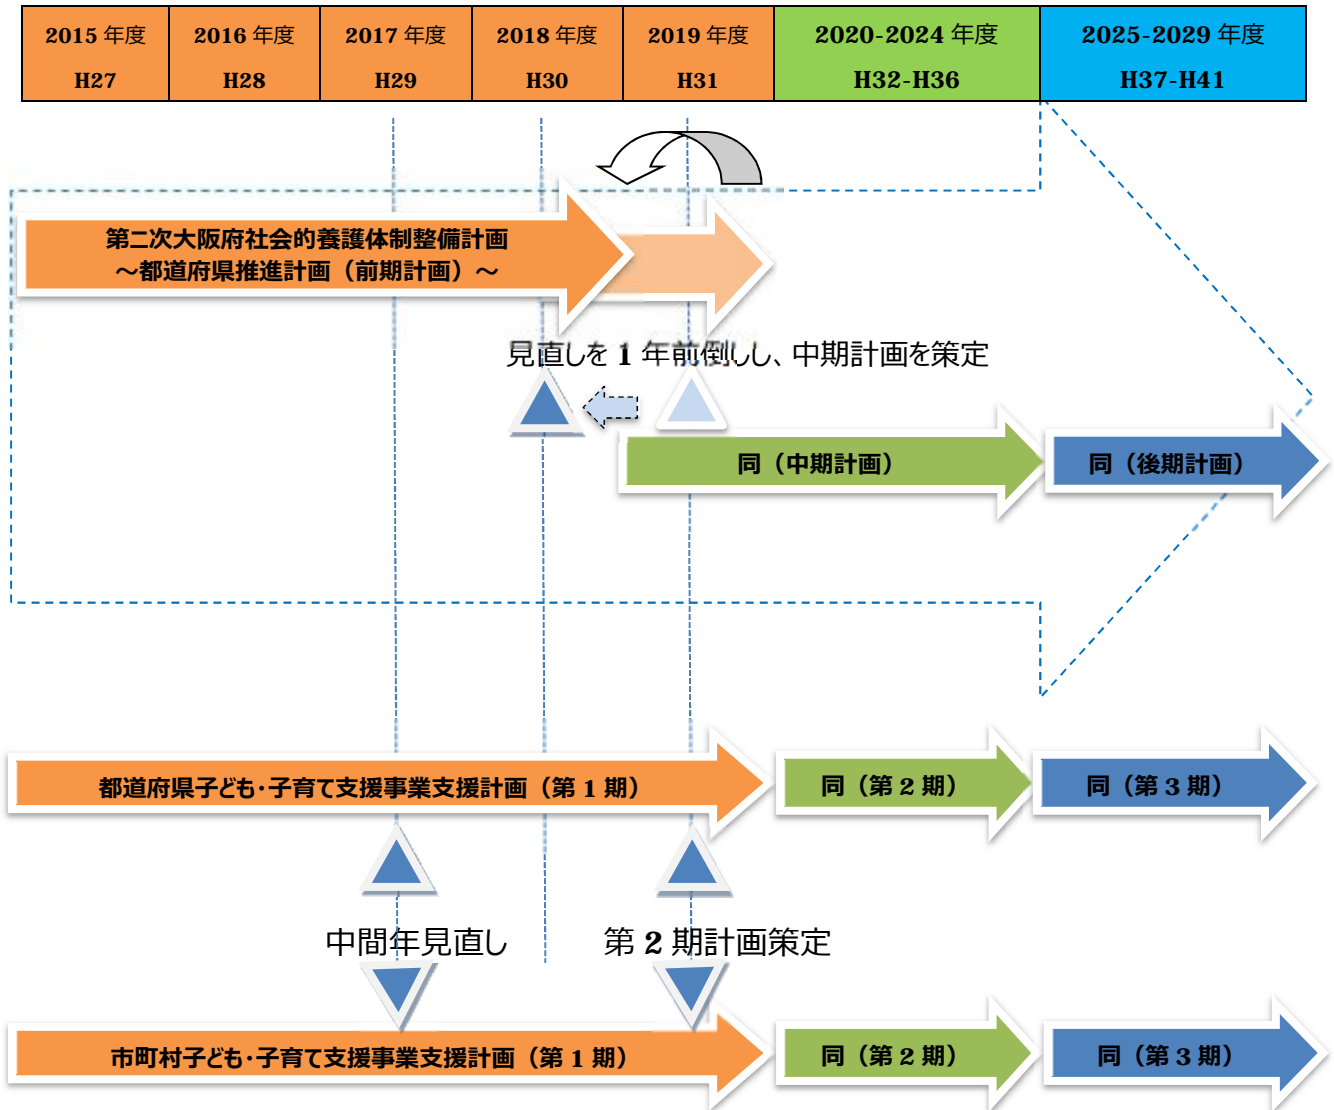 2015 年度 2016 年度 2017 年度 2018 年度 2019 年度 2020-2024 年度 2025-2029 年度
H27 H28 H29 H30 H31 H32-H36 H37-H41
第二次大阪府社会的養護体制整備計画
～都道府県推進計画（前期計画）～
見直しを 1 年前倒しし、中期計画を策定
同（中期計画） 同（後期計画）
都道府県子ども・子育て支援事業支援計画（第 1 期） 同（第 2 期） 同（第 3 期）
中間年見直し 第 2 期計画策定
市町村子ども・子育て支援事業支援計画（第 1 期） 同（第 2 期） 同（第 3 期）